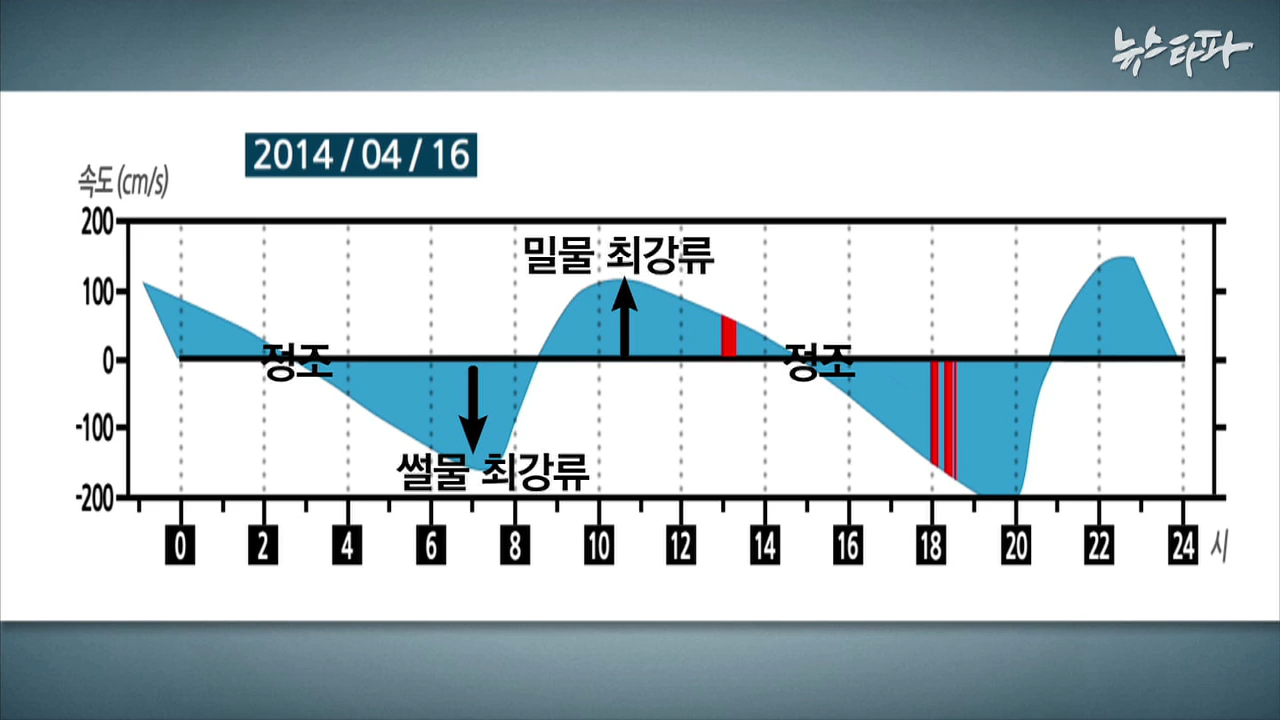 뉴스타파
2014 / 04 / 16
속도 (cm/s)
200
100
0
-100
-200
밀물 최강류
정조
정조
썰물 최강류
0 2 4 6 8 10 12 14 16 18 20 22 24 시